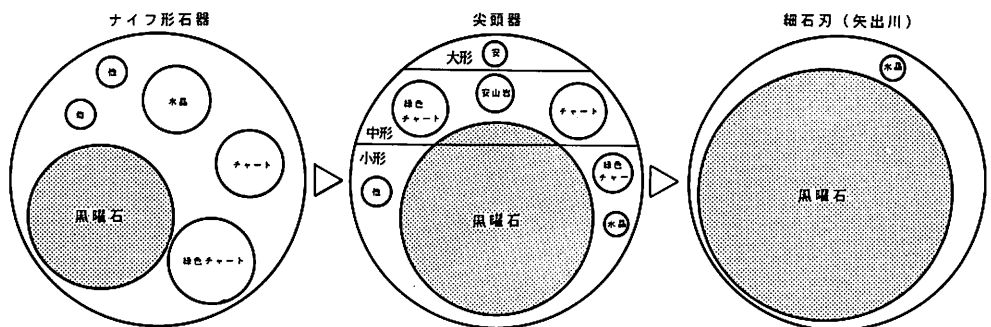 ナイフ形石器
他
他
水晶
チャート
黒曜石
緑色チャート
尖頭器
大形
安
中形
緑色
チャート
安山岩
チャート
小形
他
黒曜石
緑色
チャー
水晶
細石刃（矢出川）
水晶
黒曜石